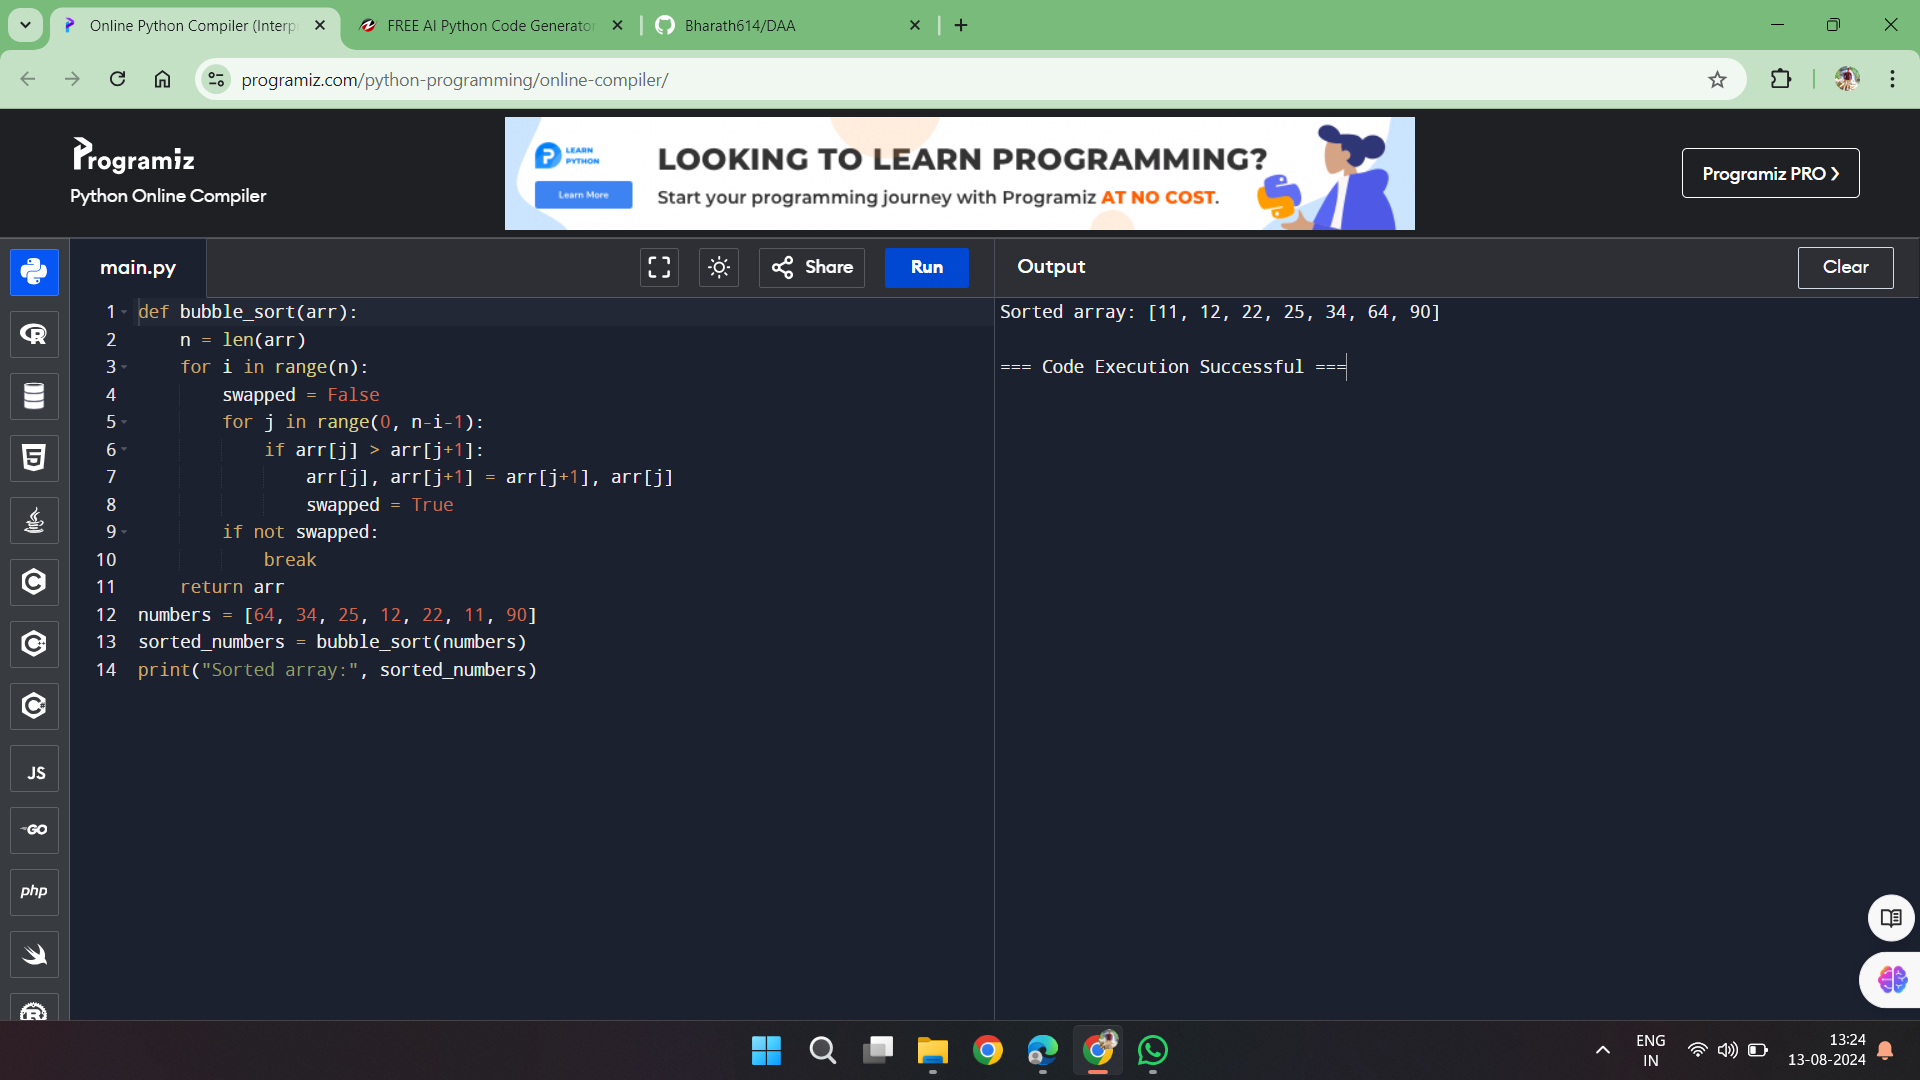 Online Python Compiler (Interp
FREE AI Python Code Generator
Bharath614/DAA
programiz.com/python-programming/online-compiler/
Programiz
Python Online Compiler
LEARN
PYTHON
Learn More
LOOKING TO LEARN PROGRAMMING?
Start your programming journey with Programiz AT NO COST.
Programiz PRO
main.py
Share
Run
Output
Clear
1 def bubble_sort(arr):
2     n = len(arr)
3     for i in range(n):
4         swapped = False
5         for j in range(0, n-i-1):
6             if arr[j] > arr[j+1]:
7                 arr[j], arr[j+1] = arr[j+1], arr[j]
8                 swapped = True
9         if not swapped:
10             break
11     return arr
12 numbers = [64, 34, 25, 12, 22, 11, 90]
13 sorted_numbers = bubble_sort(numbers)
14 print("Sorted array:", sorted_numbers)
Sorted array: [11, 12, 22, 25, 34, 64, 90]
=== Code Execution Successful ===
JS
GO
php
ENG
IN
13:24
13-08-2024